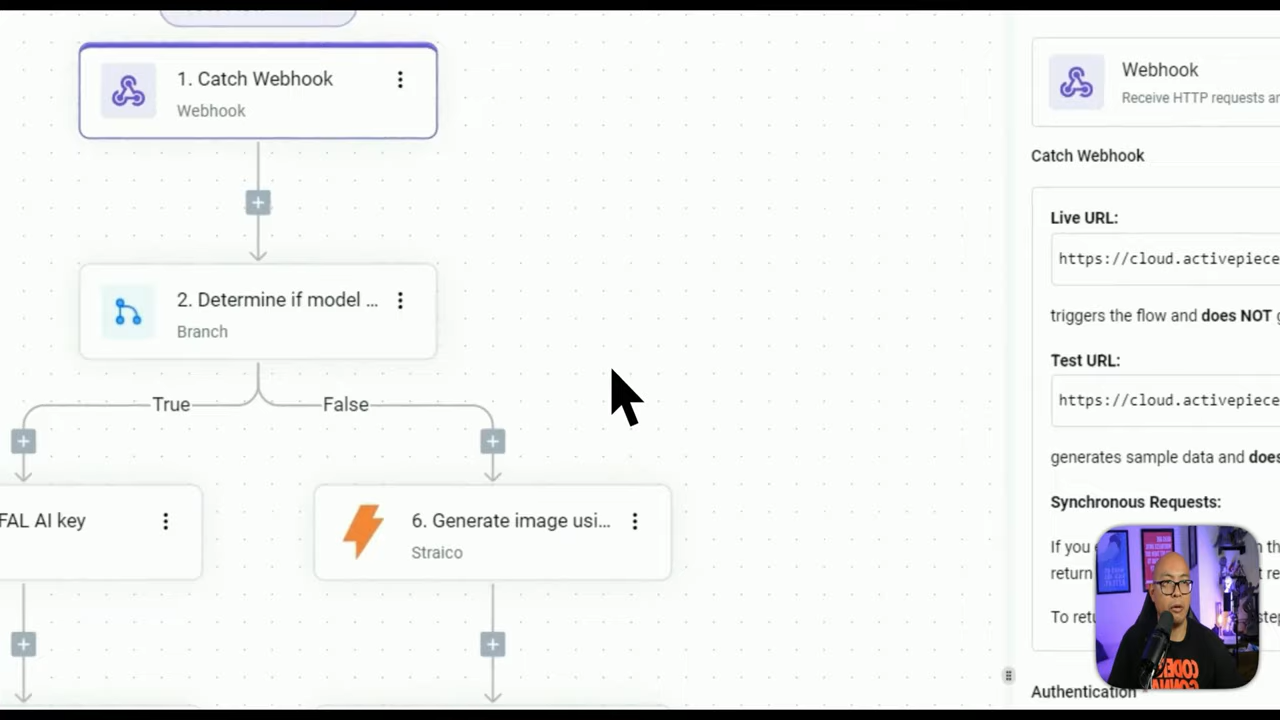 1. Catch Webhook
Webhook
2. Determine if model ...
Branch
True
False
FAL AI key
6. Generate image usi...
Straico
Webhook
Receive HTTP requests an
Catch Webhook
Live URL:
https://cloud.activepiece
triggers the flow and does NOT g
Test URL:
https://cloud.activepiece
generates sample data and does
Synchronous Requests:
If you
return
Authentication *
CODE